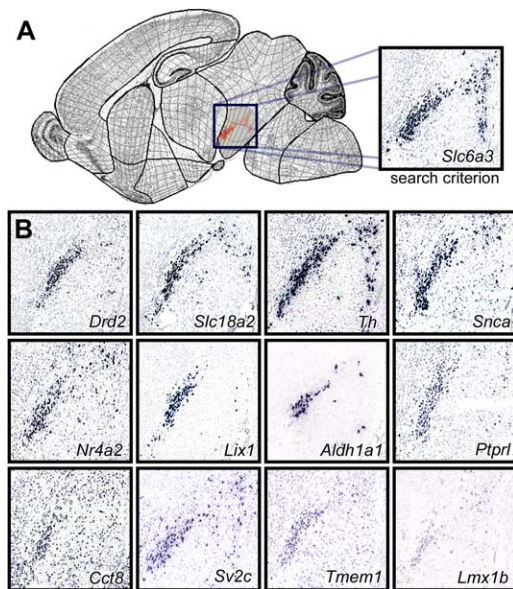 A
Slc6a3
search criterion
B
Drd2
Slc18a2
Th
Snca
Nr4a2
Lix1
Aldh1a1
Ptprl
Cct8
Sv2c
Tmem1
Lmx1b